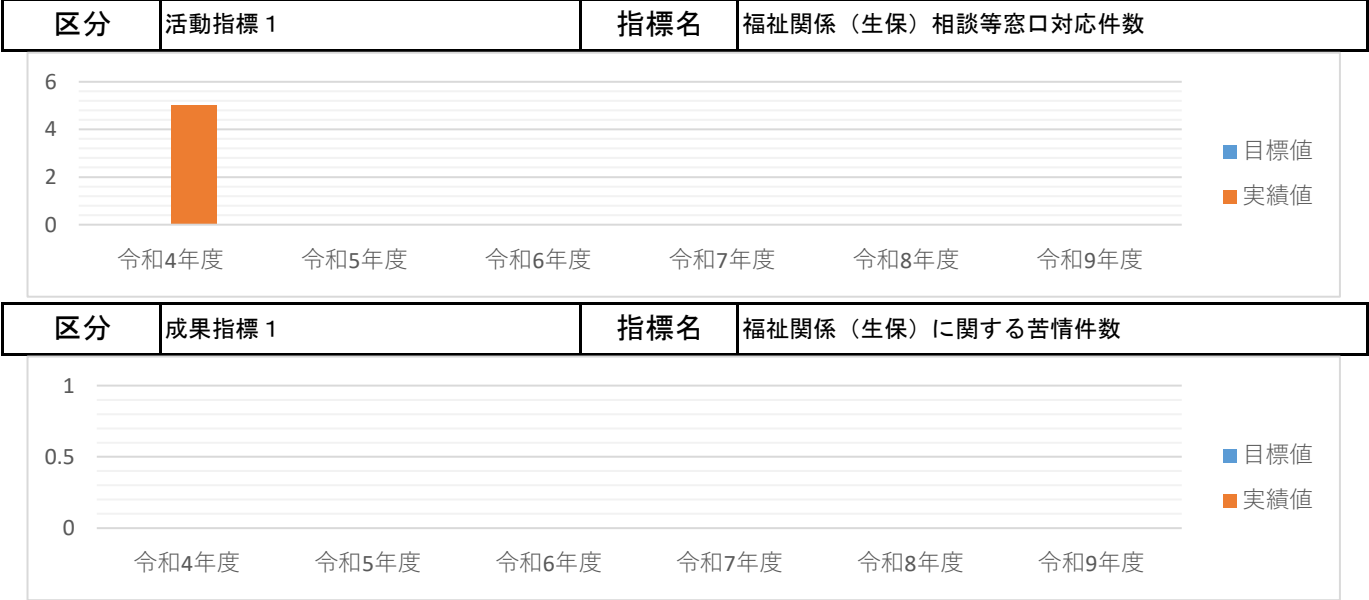 区分 活動指標１ 指標名 福祉関係（生保）相談等窓口対応件数
6
4
2
0
令和4年度 令和5年度 令和6年度 令和7年度 令和8年度 令和9年度
目標値
実績値
区分 成果指標１ 指標名 福祉関係（生保）に関する苦情件数
1
0.5
0
令和4年度 令和5年度 令和6年度 令和7年度 令和8年度 令和9年度
目標値
実績値